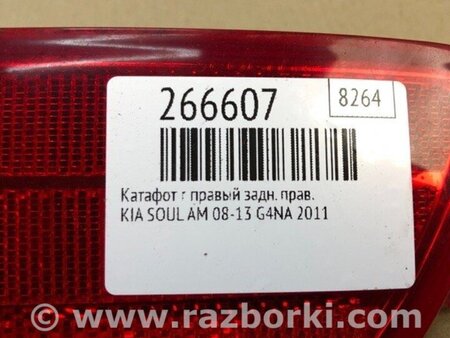 266607
8264
Катафот г правый задн. прав.
KIA SOUL AM 08-13 G4NA 2011
© www.razborki.com